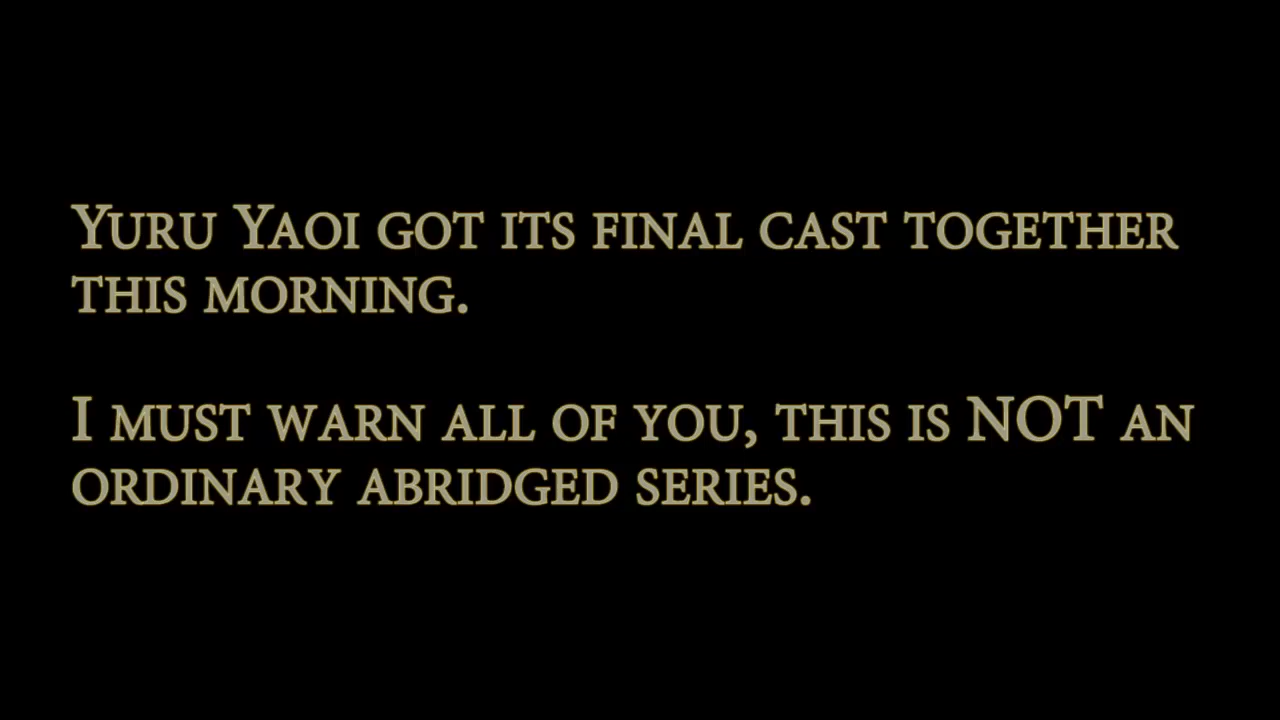 Yuru Yaoi got its final cast together
this morning.
I must warn all of you, this is NOT an
ordinary abridged series.